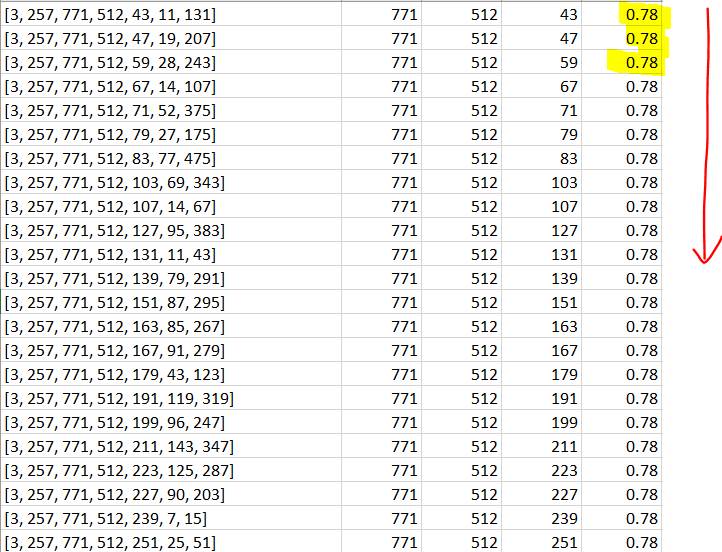 [3, 257, 771, 512, 43, 11, 131] 771 512 43 0.78
[3, 257, 771, 512, 47, 19, 207] 771 512 47 0.78
[3, 257, 771, 512, 59, 28, 243] 771 512 59 0.78
[3, 257, 771, 512, 67, 14, 107] 771 512 67 0.78
[3, 257, 771, 512, 71, 52, 375] 771 512 71 0.78
[3, 257, 771, 512, 79, 27, 175] 771 512 79 0.78
[3, 257, 771, 512, 83, 77, 475] 771 512 83 0.78
[3, 257, 771, 512, 103, 69, 343] 771 512 103 0.78
[3, 257, 771, 512, 107, 14, 67] 771 512 107 0.78
[3, 257, 771, 512, 127, 95, 383] 771 512 127 0.78
[3, 257, 771, 512, 131, 11, 43] 771 512 131 0.78
[3, 257, 771, 512, 139, 79, 291] 771 512 139 0.78
[3, 257, 771, 512, 151, 87, 295] 771 512 151 0.78
[3, 257, 771, 512, 163, 85, 267] 771 512 163 0.78
[3, 257, 771, 512, 167, 91, 279] 771 512 167 0.78
[3, 257, 771, 512, 179, 43, 123] 771 512 179 0.78
[3, 257, 771, 512, 191, 119, 319] 771 512 191 0.78
[3, 257, 771, 512, 199, 96, 247] 771 512 199 0.78
[3, 257, 771, 512, 211, 143, 347] 771 512 211 0.78
[3, 257, 771, 512, 223, 125, 287] 771 512 223 0.78
[3, 257, 771, 512, 227, 90, 203] 771 512 227 0.78
[3, 257, 771, 512, 239, 7, 15] 771 512 239 0.78
[3, 257, 771, 512, 251, 25, 51] 771 512 251 0.78